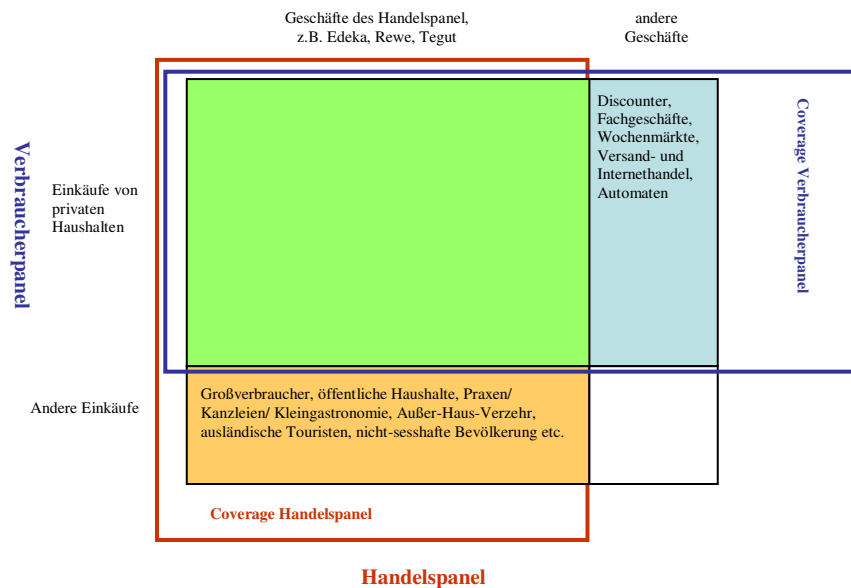 Geschäfte des Handelspanel,
z.B. Edeka, Rewe, Tegut
andere
Geschäfte
Verbraucherpanel
Einkäufe von
privaten
Haushalten
Discounter,
Fachgeschäfte,
Wochenmärkte,
Versand- und
Internethandel,
Automaten
Coverage Verbraucherpanel
Andere Einkäufe
Großverbraucher, öffentliche Haushalte, Praxen/
Kanzleien/ Kleingastronomie, Außer-Haus-Verzehr,
ausländische Touristen, nicht-sesshafte Bevölkerung etc.
Coverage Handelspanel
Handelspanel